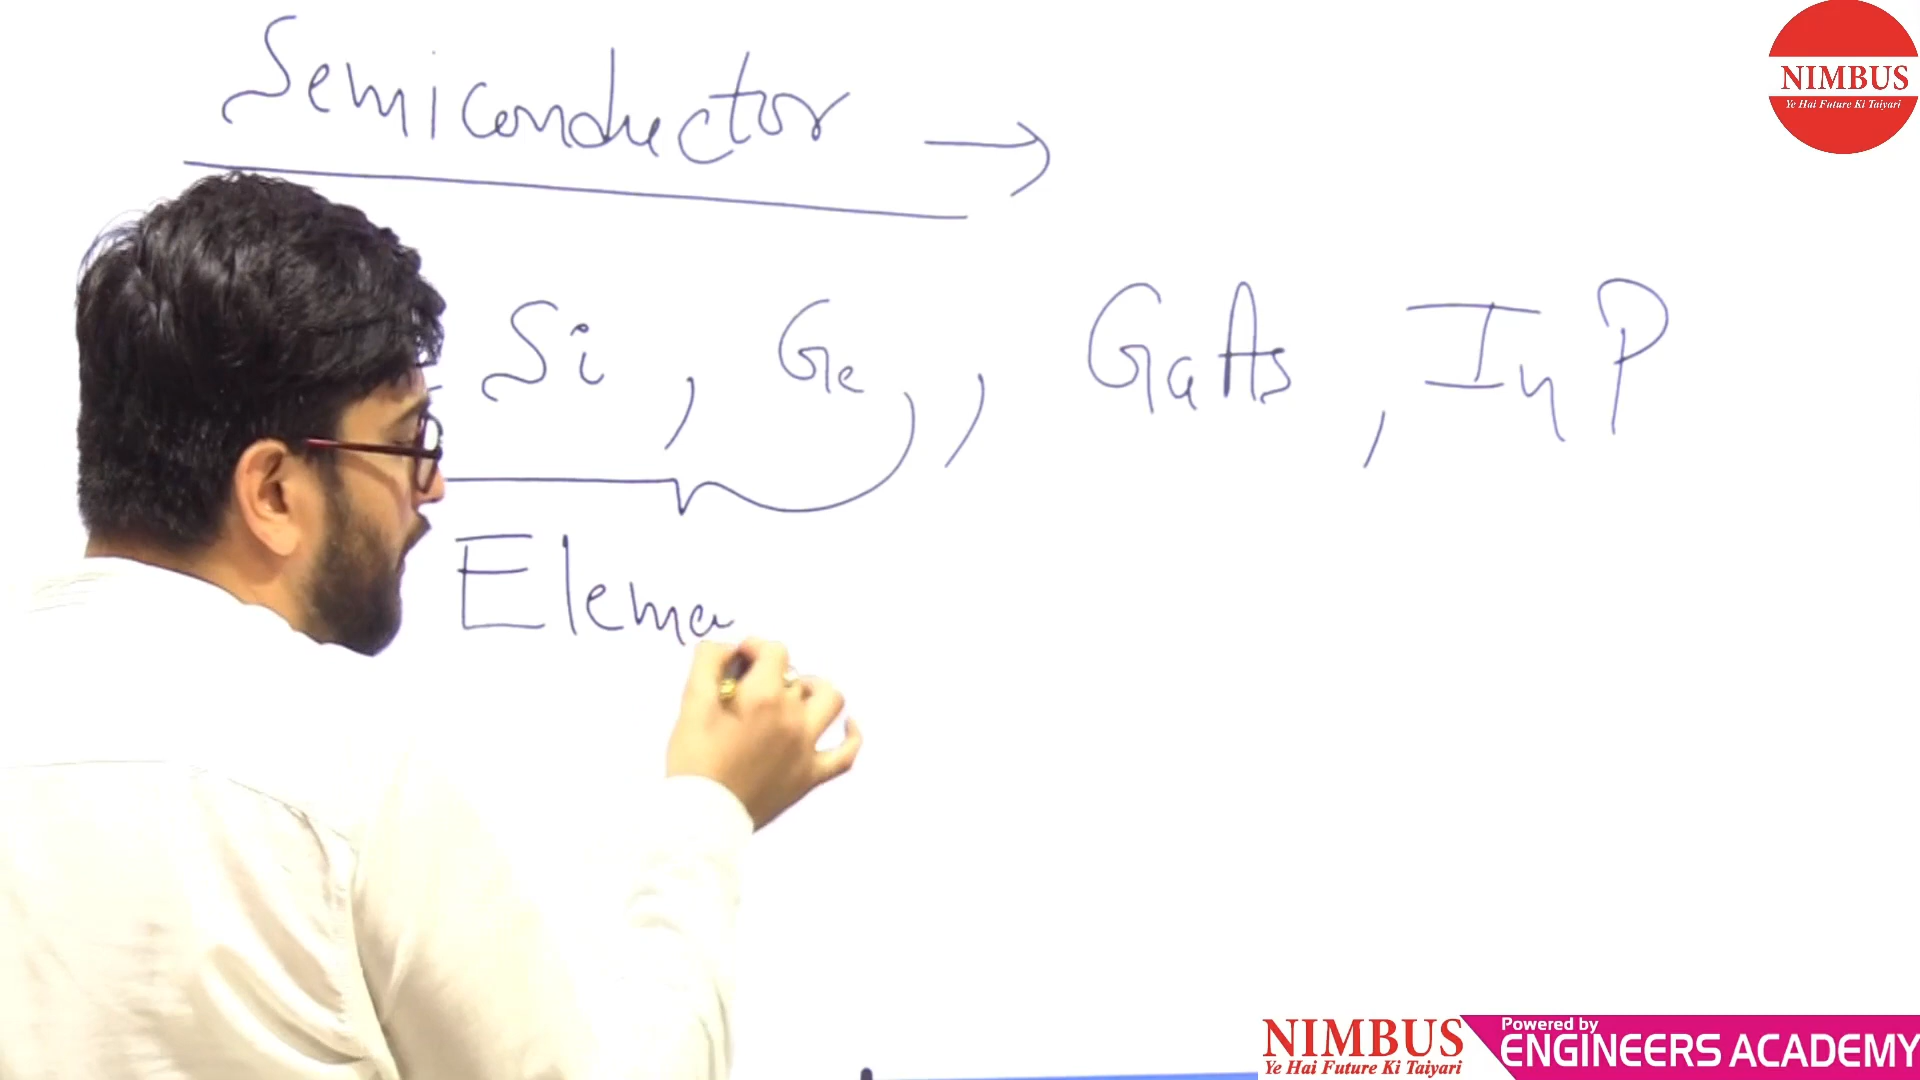 Semiconductor →
NIMBUS
Ye Hai Future Ki Taiyari
Si, Ge, , GaAs, InP
Eleme
NIMBUS
Ye Hai Future Ki Taiyari
Powered by
ENGINEERS ACADEMY